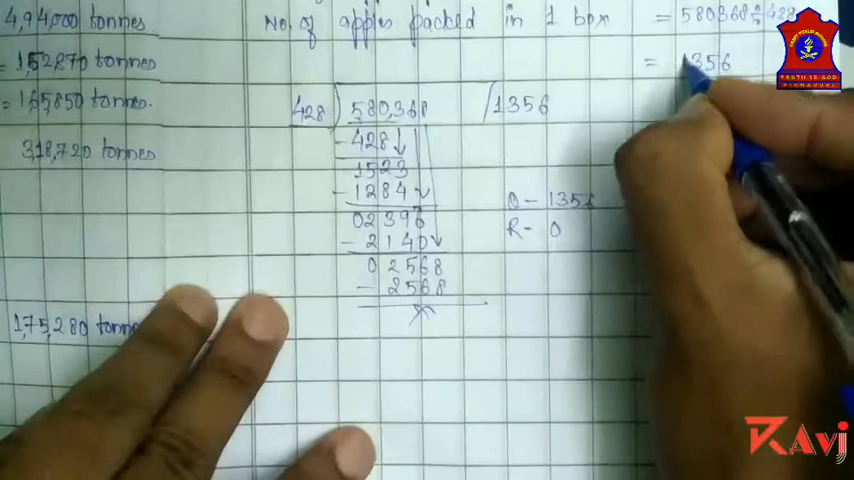 4,94,000 tonnes
= 1,52,870 tonnes
= 1,65,850 tonnes.
3,18,720 tonnes
1,75,280 tonnes
No. of apples packed in 1 box = 580368 ÷ 428
= 1356
428 ) 580,368 ( 1356
- 428
1523
- 1284
02396
- 2140
02568
- 2568
×
Q - 1356
R - 0
TRUTH IS GOD
RAVJ